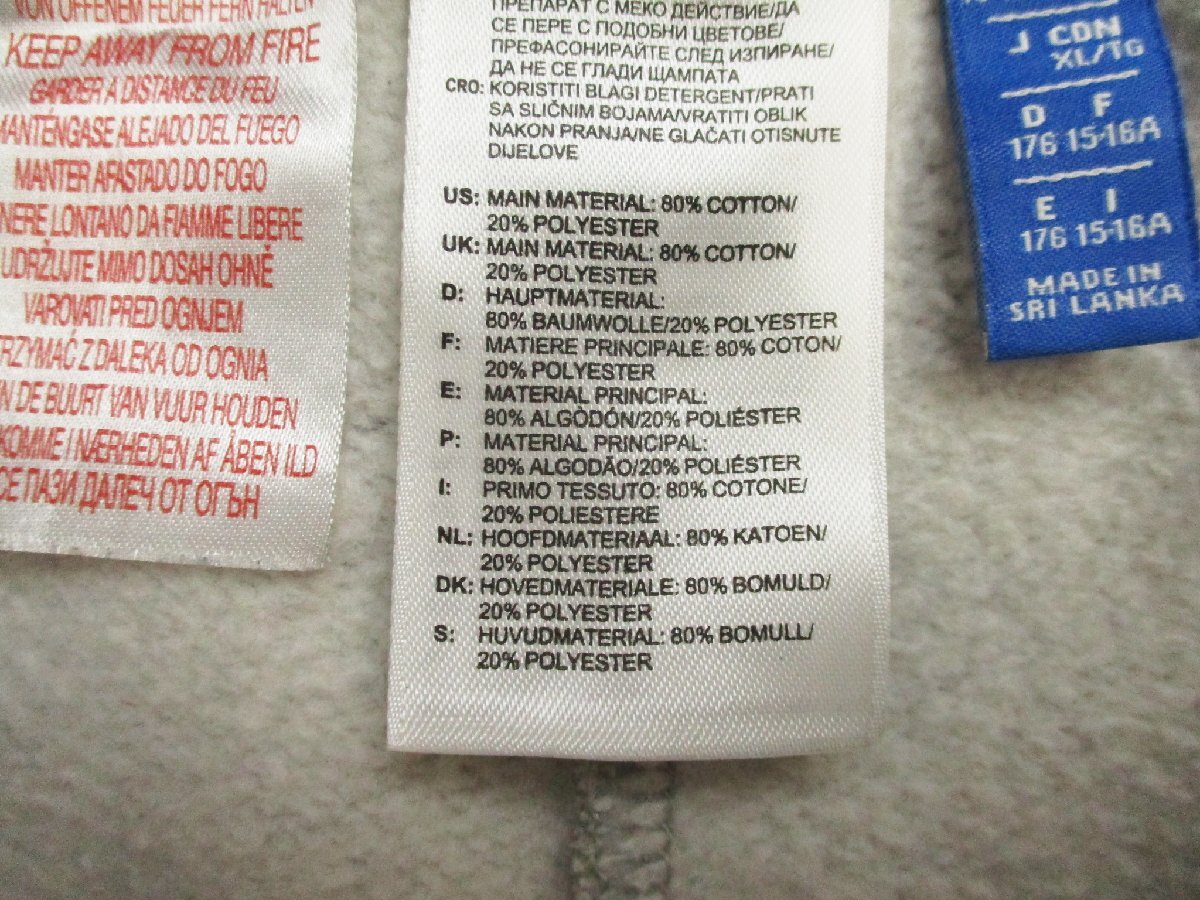 VON OFFENEM FEUER FERN HALTEN
KEEP AWAY FROM FIRE
GARDER A DISTANCE DU FEU
MANTÉNGASE ALEJADO DEL FUEGO
MANTER AFASTADO DO FOGO
LONTANO DA FIAMME LIBERE
UDRŽUJTE MIMO DOSAH OHNĚ
VAROVATI PRED OGNJEM
Z DALEKA OD OGNIA
DE BUURT VAN VUUR HOUDEN
KOMME I NÆRHEDEN AF ÅBEN ILD
СЕ ПАЗИ ДАЛЕЧ ОТ ОГЪН
ПРЕПАРАТ С МЕКО ДЕЙСТВИЕ/ДА
СЕ ПЕРЕ С ПОДОБНИ ЦВЕТОВЕ/
ПРЕФАСОНИРАЙТЕ СЛЕД ИЗПИРАНЕ/
ДА НЕ СЕ ГЛАДИ ЩАМПАТА
CRO: KORISTITI BLAGI DETERGENT/PRATI
SA SLIČNIM BOJAMA/VRATITI OBLIK
NAKON PRANJA/NE GLAČATI OTISNUTE
DIJELOVE
US: MAIN MATERIAL: 80% COTTON/
20% POLYESTER
UK: MAIN MATERIAL: 80% COTTON/
20% POLYESTER
D: HAUPTMATERIAL:
80% BAUMWOLLE/20% POLYESTER
F: MATIERE PRINCIPALE: 80% COTON/
20% POLYESTER
E: MATERIAL PRINCIPAL:
80% ALGODÓN/20% POLIÉSTER
P: MATERIAL PRINCIPAL:
80% ALGODÃO/20% POLIÉSTER
I: PRIMO TESSUTO: 80% COTONE/
20% POLIESTERE
NL: HOOFDMATERIAAL: 80% KATOEN/
20% POLYESTER
DK: HOVEDMATERIALE: 80% BOMULD/
20% POLYESTER
S: HUVUDMATERIAL: 80% BOMULL/
20% POLYESTER
J CDN
XL/TG
D F
176 15-16A
E I
176 15-16A
MADE IN
SRI LANKA